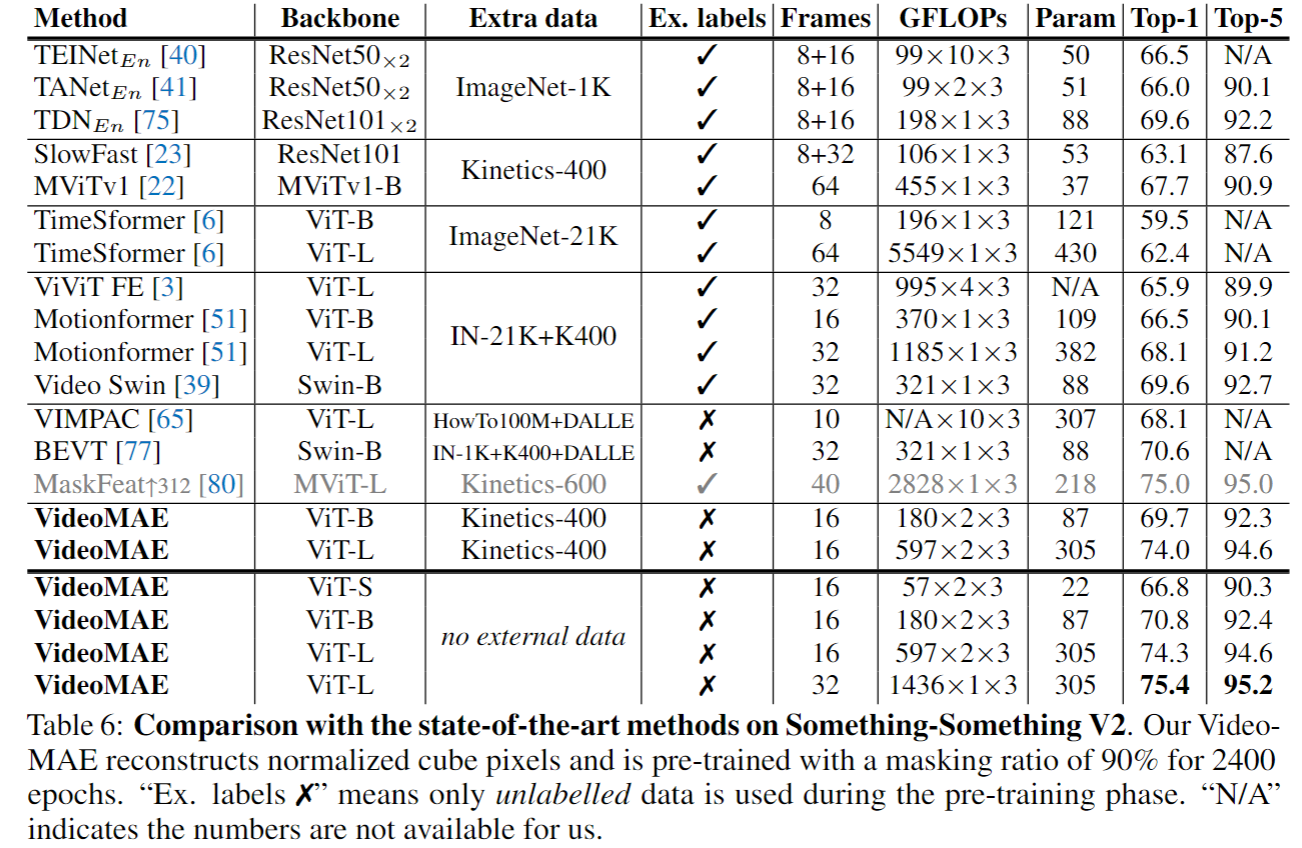 Method Backbone Extra data Ex. labels Frames GFLOPs Param Top-1 Top-5
TEINet_En [40] ResNet50×2 ImageNet-1K ✓ 8+16 99×10×3 50 66.5 N/A
TANet_En [41] ResNet50×2 ✓ 8+16 99×2×3 51 66.0 90.1
TDN_En [75] ResNet101×2 ✓ 8+16 198×1×3 88 69.6 92.2
SlowFast [23] ResNet101 Kinetics-400 ✓ 8+32 106×1×3 53 63.1 87.6
MViTv1 [22] MViTv1-B ✓ 64 455×1×3 37 67.7 90.9
TimeSformer [6] ViT-B ImageNet-21K ✓ 8 196×1×3 121 59.5 N/A
TimeSformer [6] ViT-L ✓ 64 5549×1×3 430 62.4 N/A
ViViT FE [3] ViT-L IN-21K+K400 ✓ 32 995×4×3 N/A 65.9 89.9
Motionformer [51] ViT-B ✓ 16 370×1×3 109 66.5 90.1
Motionformer [51] ViT-L ✓ 32 1185×1×3 382 68.1 91.2
Video Swin [39] Swin-B ✓ 32 321×1×3 88 69.6 92.7
VIMPAC [65] ViT-L HowTo100M+DALLE ✗ 10 N/A×10×3 307 68.1 N/A
BEVT [77] Swin-B IN-1K+K400+DALLE ✗ 32 321×1×3 88 70.6 N/A
MaskFeat↑312 [80] MViT-L Kinetics-600 ✓ 40 2828×1×3 218 75.0 95.0
VideoMAE ViT-B Kinetics-400 ✗ 16 180×2×3 87 69.7 92.3
VideoMAE ViT-L Kinetics-400 ✗ 16 597×2×3 305 74.0 94.6
VideoMAE ViT-S no external data ✗ 16 57×2×3 22 66.8 90.3
VideoMAE ViT-B ✗ 16 180×2×3 87 70.8 92.4
VideoMAE ViT-L ✗ 16 597×2×3 305 74.3 94.6
VideoMAE ViT-L ✗ 32 1436×1×3 305 75.4 95.2
Table 6: Comparison with the state-of-the-art methods on Something-Something V2. Our Video-
MAE reconstructs normalized cube pixels and is pre-trained with a masking ratio of 90% for 2400
epochs. “Ex. labels ✗” means only unlabelled data is used during the pre-training phase. “N/A”
indicates the numbers are not available for us.